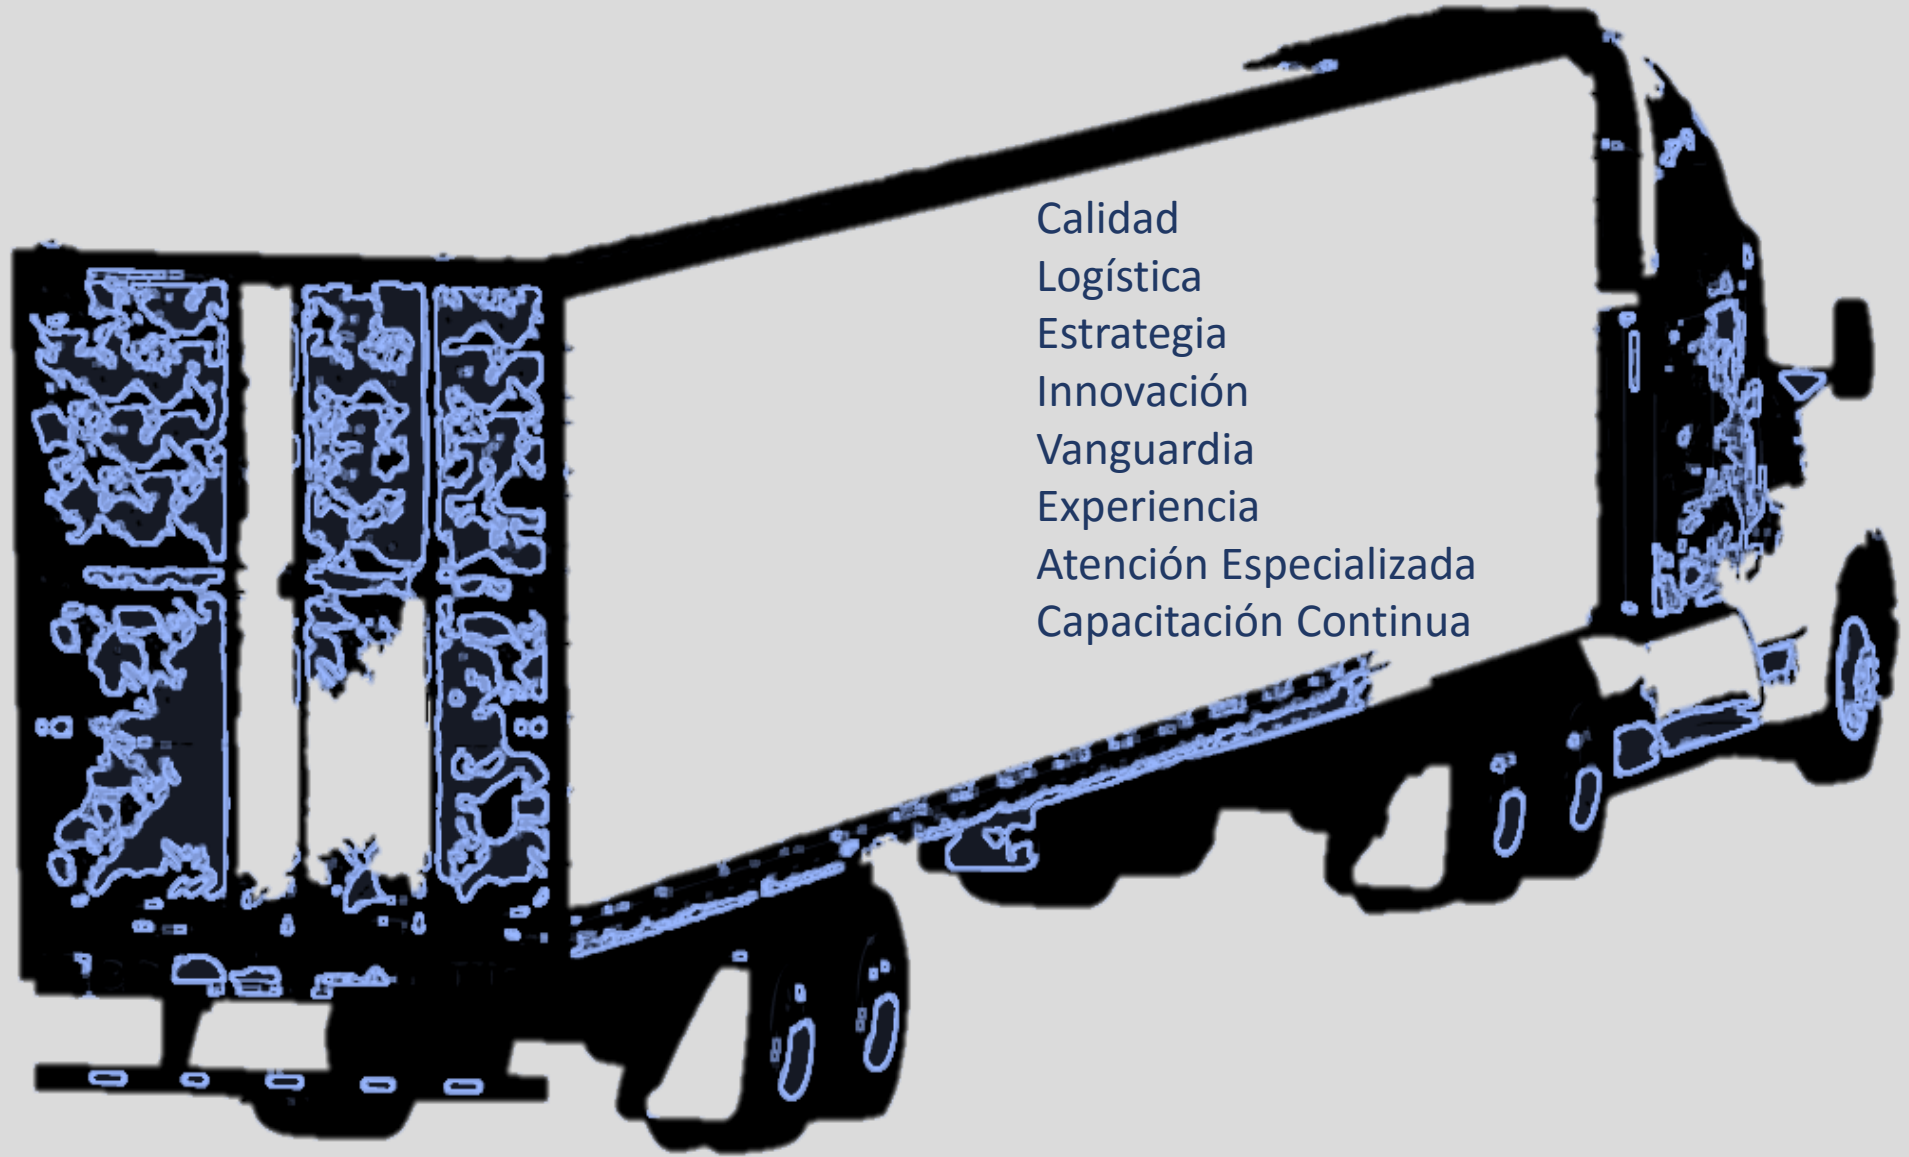 Calidad
Logística
Estrategia
Innovación
Vanguardia
Experiencia
Atención Especializada
Capacitación Continua